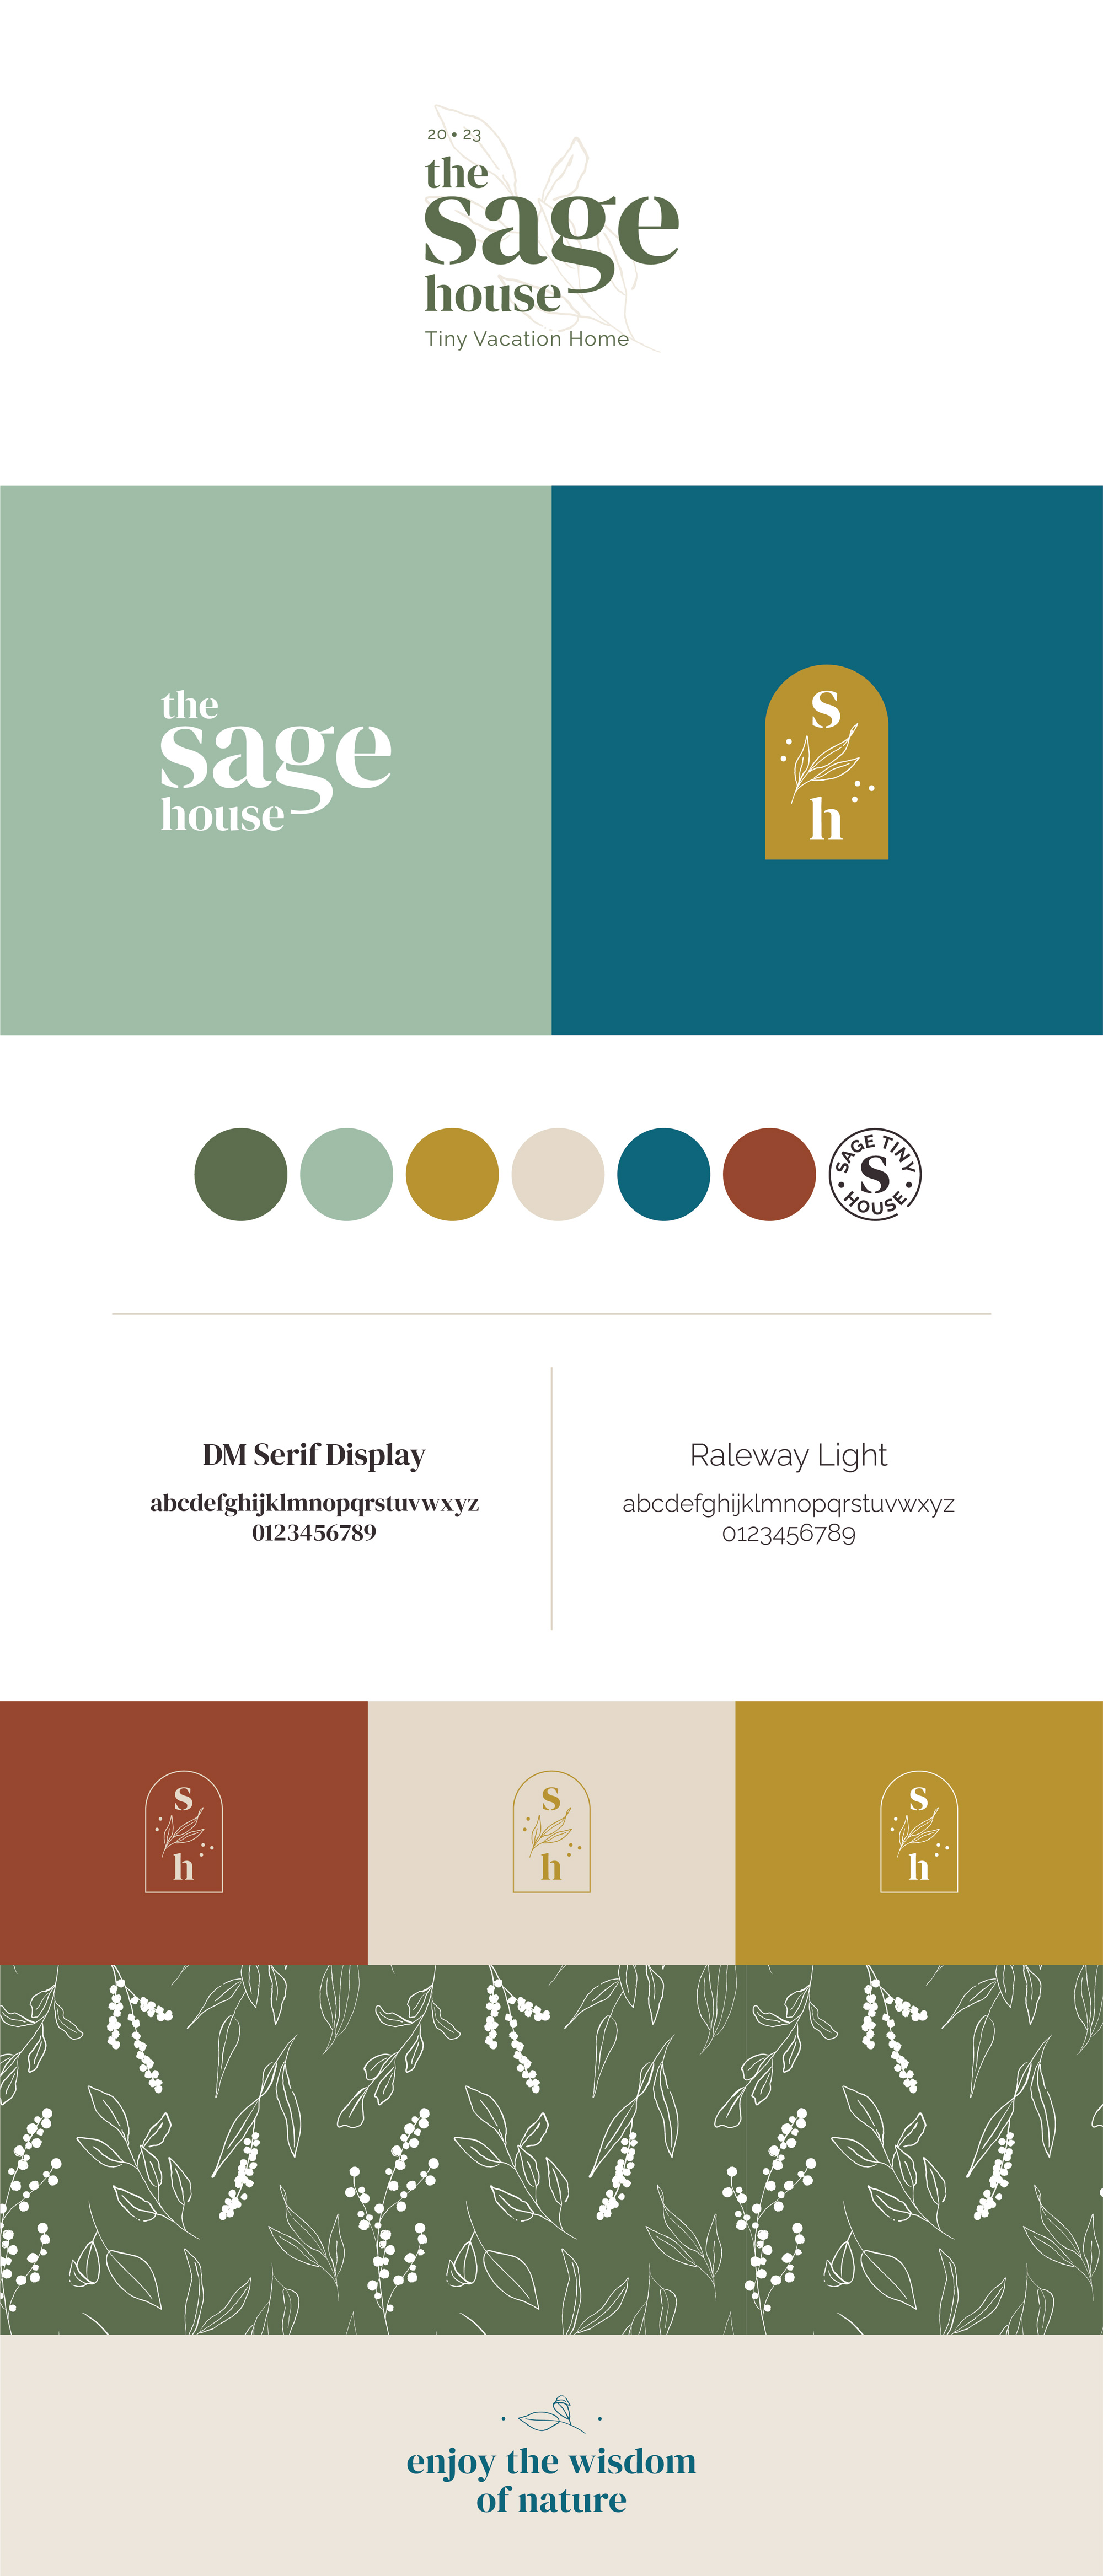 20 • 23
the
sage
house
Tiny Vacation Home
the
sage
house
s
h
SAGE TINY
S
• HOUSE •
DM Serif Display
abcdefghijklmnopqrstuvwxyz
0123456789
Raleway Light
abcdefghijklmnopqrstuvwxyz
0123456789
s
h
s
h
s
h
enjoy the wisdom
of nature